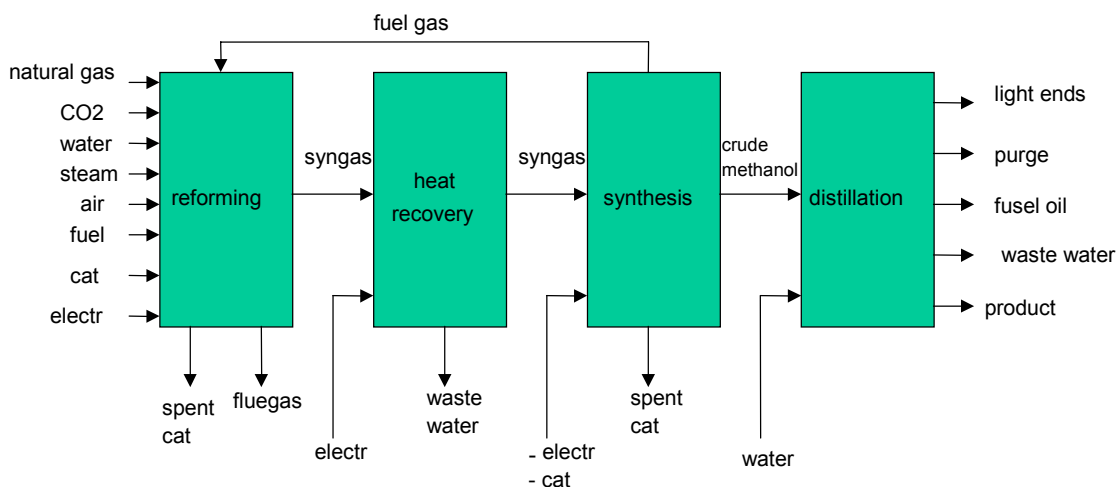 fuel gas
natural gas
CO2
water
steam
air
fuel
cat
electr
reforming
syngas
heat
recovery
syngas
synthesis
crude
methanol
distillation
light ends
purge
fusel oil
waste water
product
spent
cat
fluegas
electr
waste
water
- electr
- cat
spent
cat
water